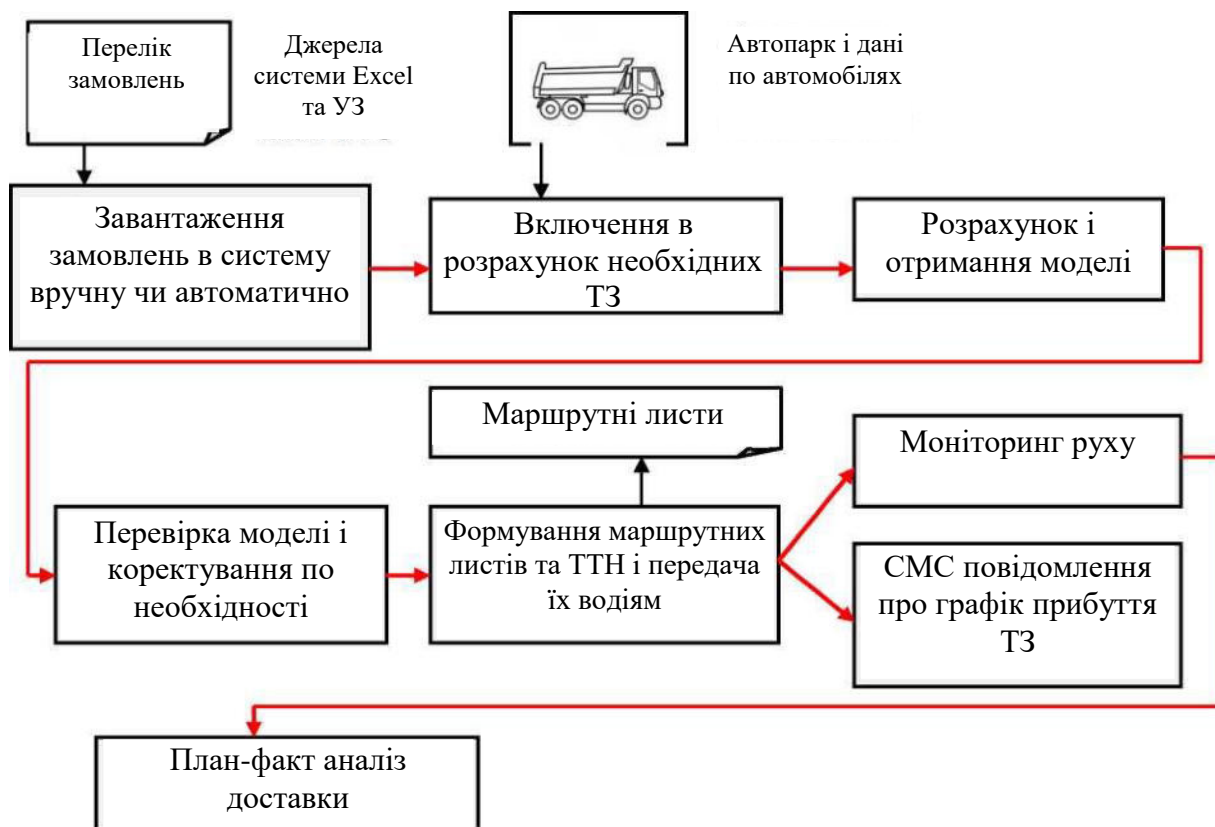 Перелік
замовлень
Джерела
системи Excel
та УЗ
Автопарк і дані
по автомобілях
Завантаження
замовлень в систему
вручну чи автоматично
Включення в
розрахунок необхідних
ТЗ
Розрахунок і
отримання моделі
Маршрутні листи
Моніторинг руху
Перевірка моделі і
коректування по
необхідності
Формування маршрутних
листів та ТТН і передача
їх водіям
СМС повідомлення
про графік прибуття
ТЗ
План-факт аналіз
доставки